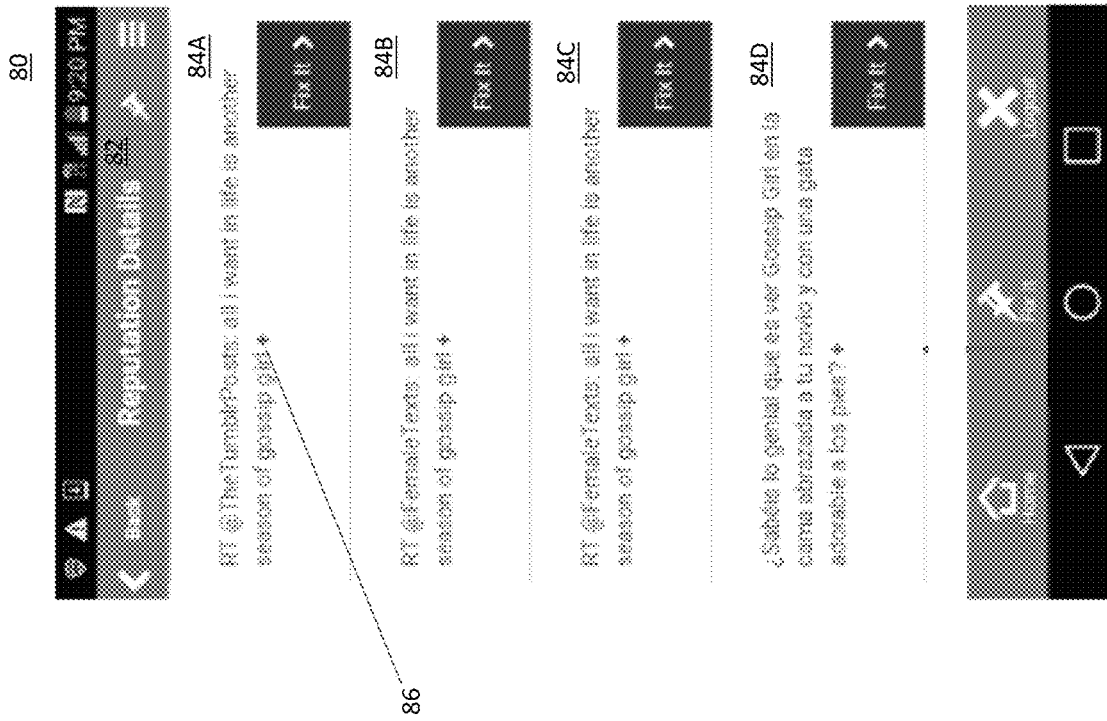 80
9:20 PM
Back Reputation Details 82
84A
RT @TheTumblrPosts: all i want in life is another
season of gossip girl +
Fix It >
84B
RT @FemaleTexts: all i want in life is another
season of gossip girl +
Fix It >
84C
RT @FemaleTexts: all i want in life is another
season of gossip girl +
Fix It >
84D
¿Sabéis lo genial que es ver Gossip Girl en la
cama abrazada a tu novio y con una gata
adorable a los pies? +
Fix It >
86